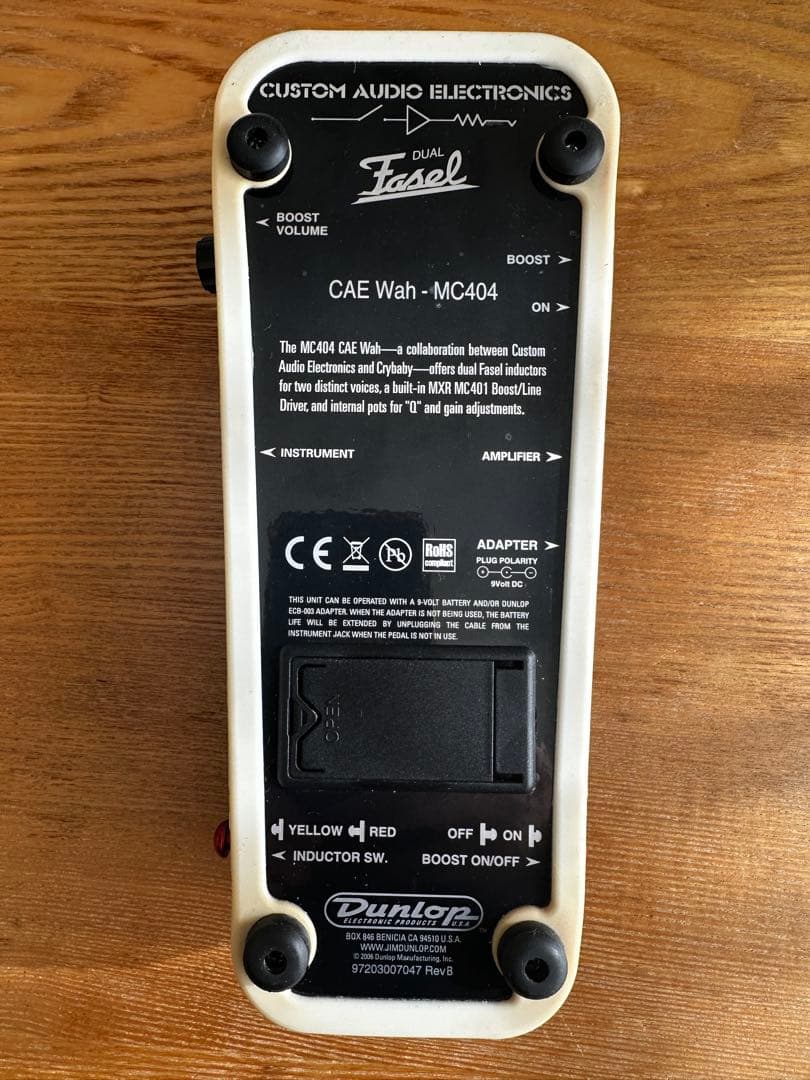 CUSTOM AUDIO ELECTRONICS
DUAL
Fasel
BOOST
VOLUME
BOOST
CAE Wah - MC404
ON
The MC404 CAE Wah—a collaboration between Custom
Audio Electronics and Crybaby—offers dual Fasel inductors
for two distinct voices, a built-in MXR MC401 Boost/Line
Driver, and internal pots for "Q" and gain adjustments.
INSTRUMENT
AMPLIFIER
CE
Pb
RoHS
compliant
ADAPTER
PLUG POLARITY
9Volt DC
THIS UNIT CAN BE OPERATED WITH A 9-VOLT BATTERY AND/OR DUNLOP
ECB-003 ADAPTER. WHEN THE ADAPTER IS NOT BEING USED, THE BATTERY
LIFE WILL BE EXTENDED BY UNPLUGGING THE CABLE FROM THE
INSTRUMENT JACK WHEN THE PEDAL IS NOT IN USE.
OPEN
YELLOW RED
INDUCTOR SW.
OFF ON
BOOST ON/OFF
Dunlop
ELECTRONIC PRODUCTS U.S.A.
BOX 846 BENICIA CA 94510 U.S.A.
WWW.JIMDUNLOP.COM
© 2006 Dunlop Manufacturing, Inc.
97203007047 RevB